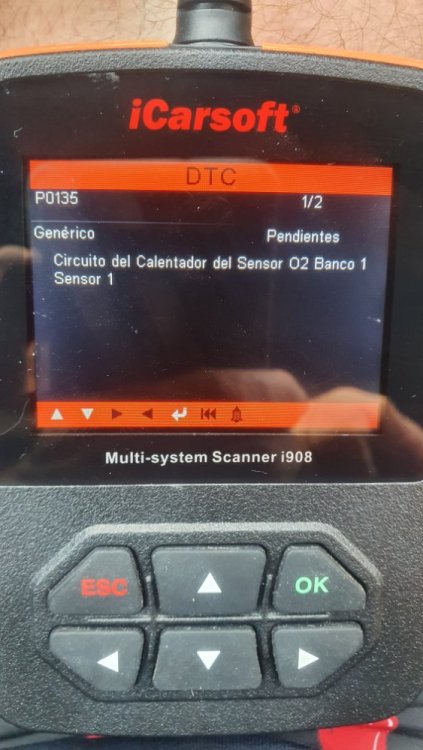 iCarsoft®
DTC
P0135 1/2
Genérico Pendientes
Circuito del Calentador del Sensor O2 Banco 1
Sensor 1
Multi-system Scanner i908
ESC OK